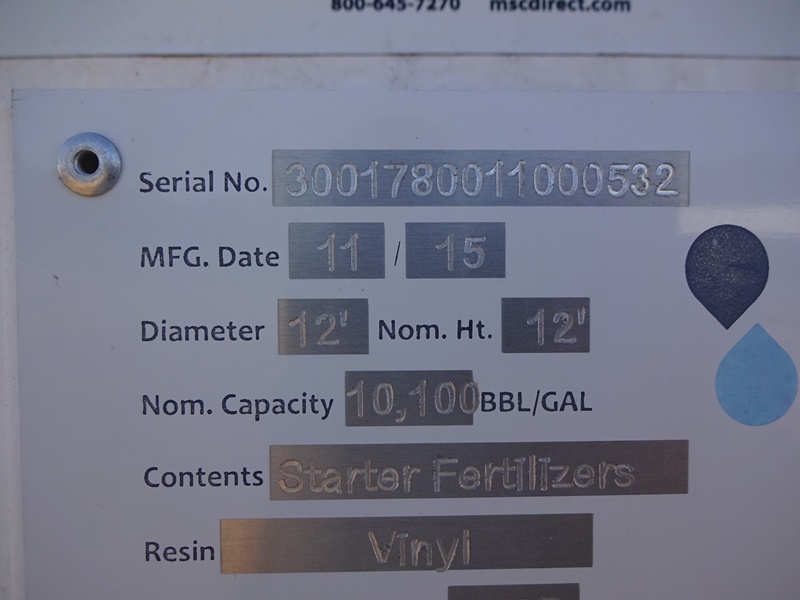 800-645-7270 mscdirect.com
Serial No. 3001780011000532
MFG. Date 11 / 15
Diameter 12' Nom. Ht. 12'
Nom. Capacity 10,100 BBL/GAL
Contents Starter Fertilizers
Resin Vinyl